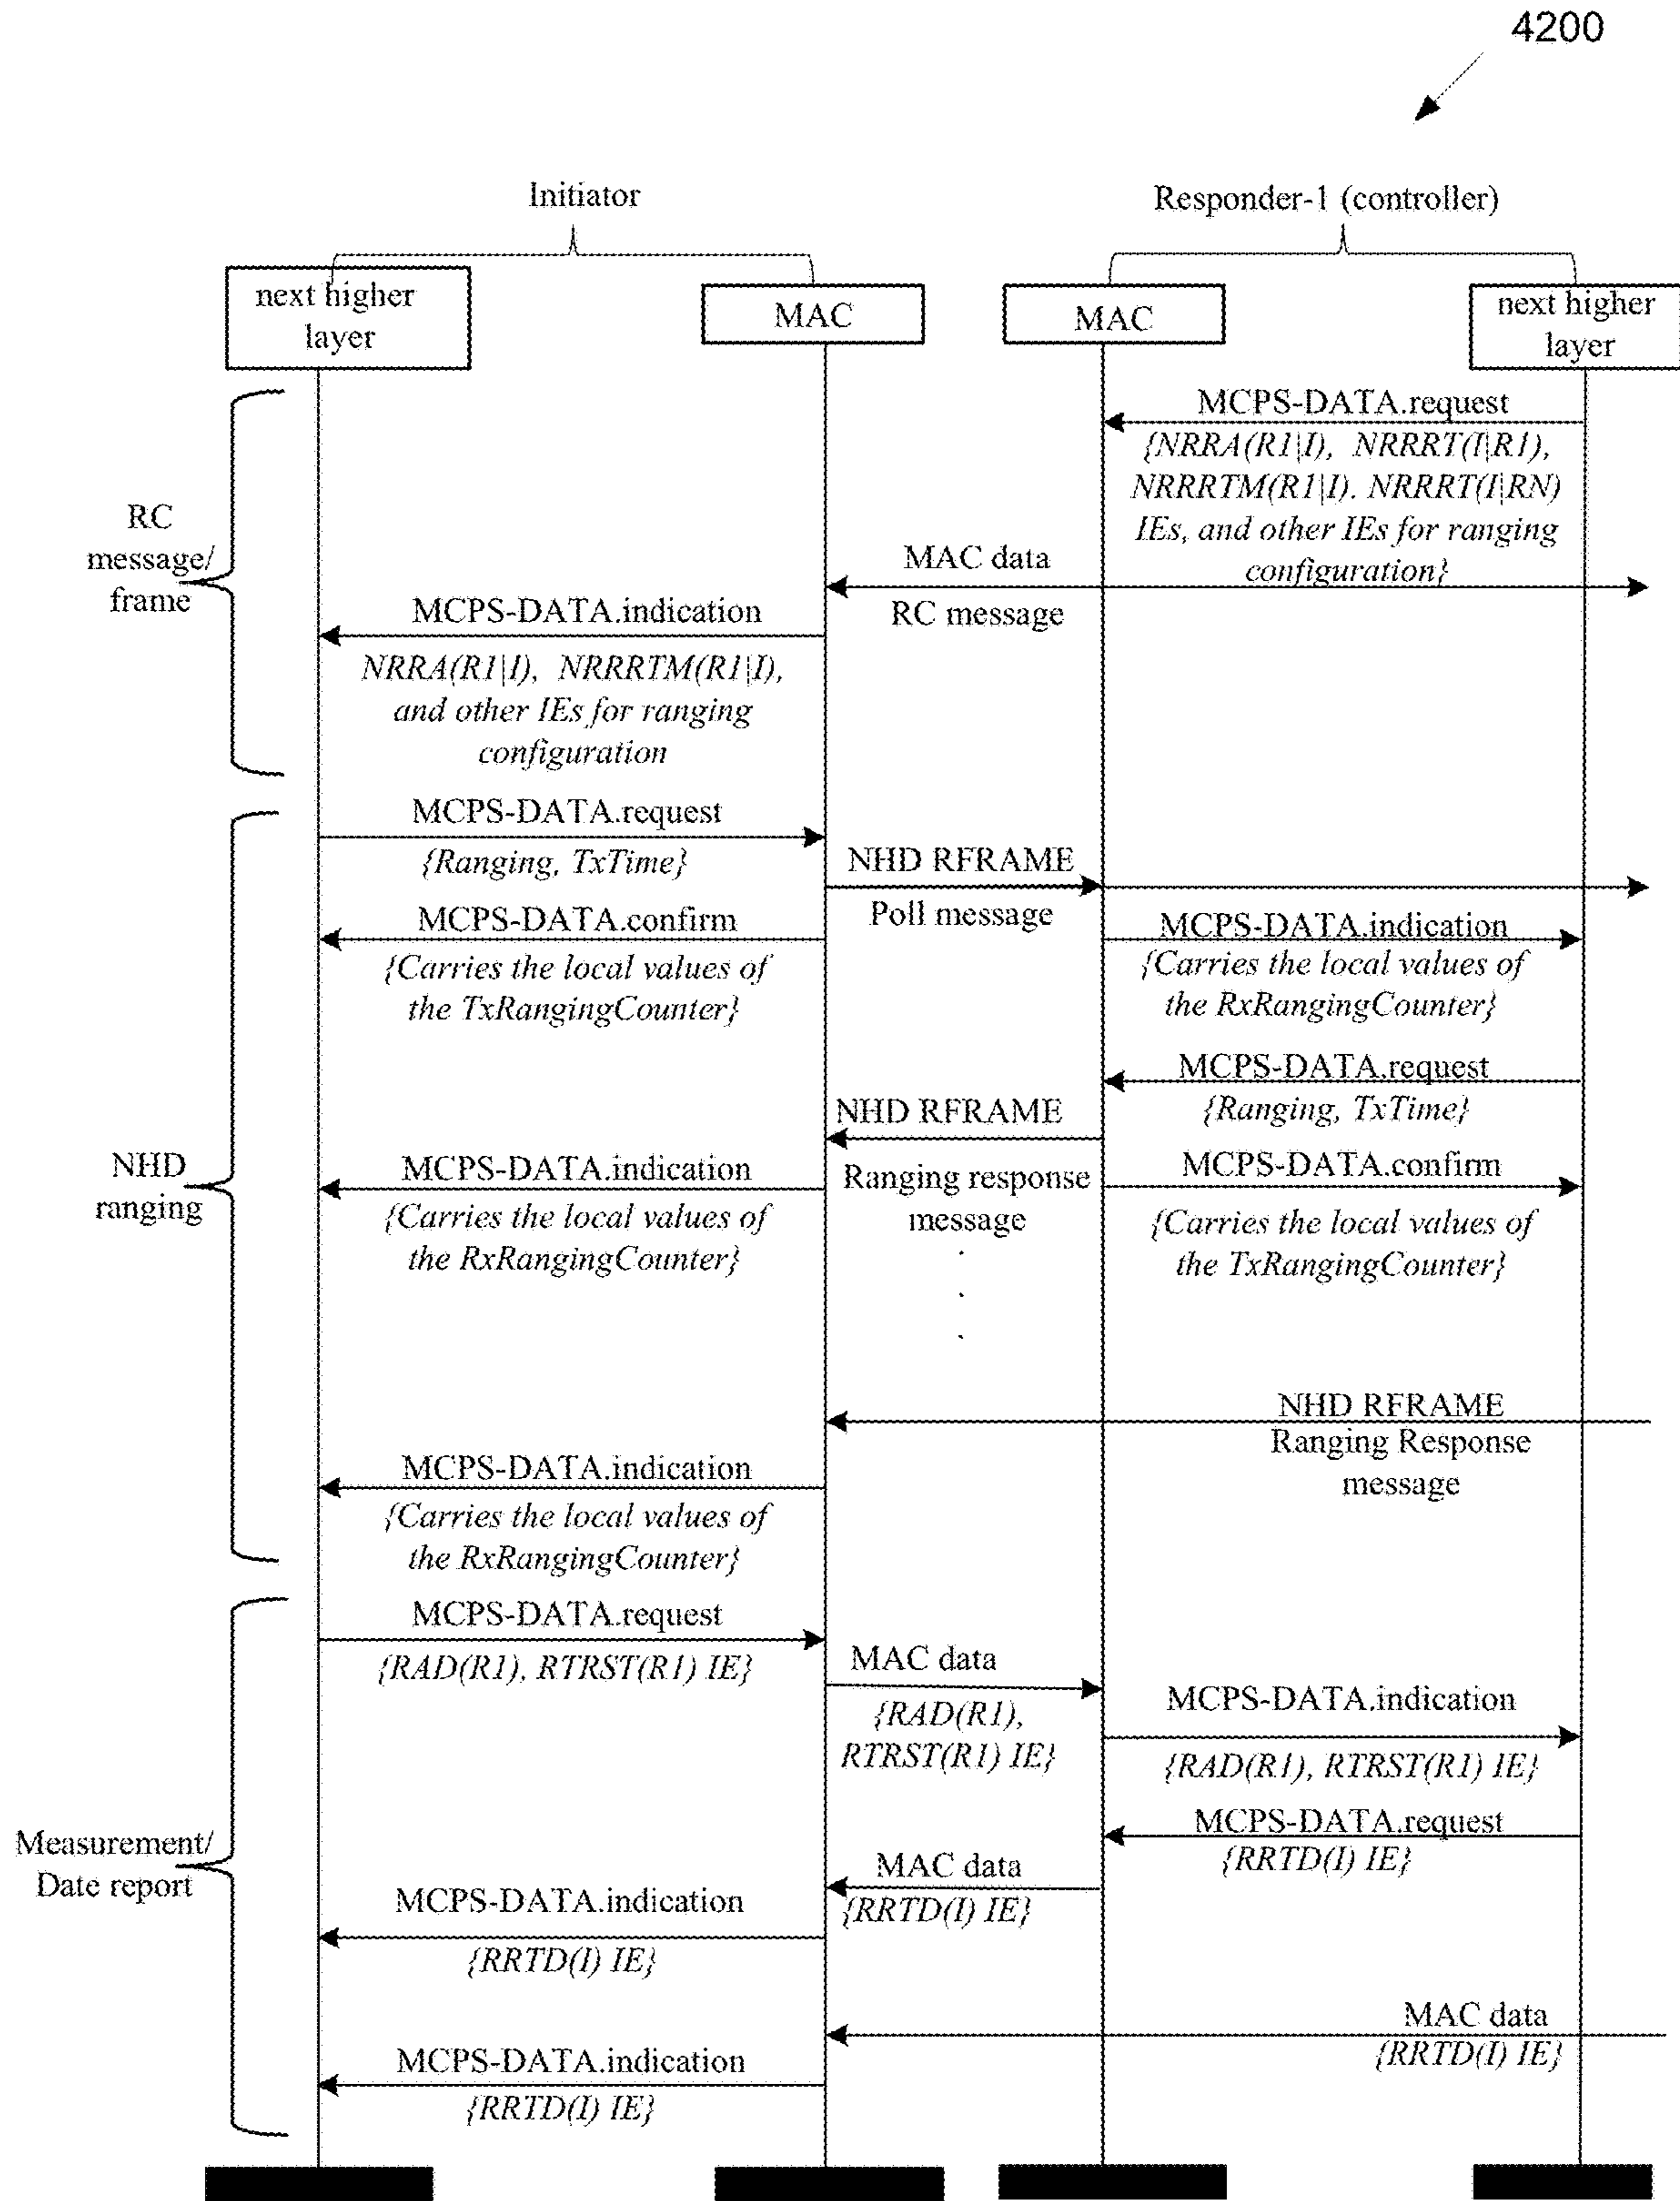 4200
Initiator
Responder-1 (controller)
next higher
layer
MAC
MAC
next higher
layer
MCPS-DATA.request
{NRRA(R1|I), NRRRT(I|R1),
NRRRTM(R1|I). NRRRT(I|RN)
IEs, and other IEs for ranging
configuration}
RC
message/
frame
MAC data
RC message
MCPS-DATA.indication
NRRA(R1|I), NRRRTM(R1|I),
and other IEs for ranging
configuration
MCPS-DATA.request
{Ranging, TxTime}
NHD RFRAME
Poll message
MCPS-DATA.confirm
{Carries the local values of
the TxRangingCounter}
MCPS-DATA.indication
{Carries the local values of
the RxRangingCounter}
MCPS-DATA.request
{Ranging, TxTime}
NHD RFRAME
Ranging response
message
NHD
ranging
MCPS-DATA.indication
{Carries the local values of
the RxRangingCounter}
MCPS-DATA.confirm
{Carries the local values of
the TxRangingCounter}
NHD RFRAME
Ranging Response
message
MCPS-DATA.indication
{Carries the local values of
the RxRangingCounter}
MCPS-DATA.request
{RAD(R1), RTRST(R1) IE}
MAC data
{RAD(R1),
RTRST(R1) IE}
MCPS-DATA.indication
{RAD(R1), RTRST(R1) IE}
MCPS-DATA.request
{RRTD(I) IE}
Measurement/
Date report
MAC data
{RRTD(I) IE}
MCPS-DATA.indication
{RRTD(I) IE}
MAC data
{RRTD(I) IE}
MCPS-DATA.indication
{RRTD(I) IE}